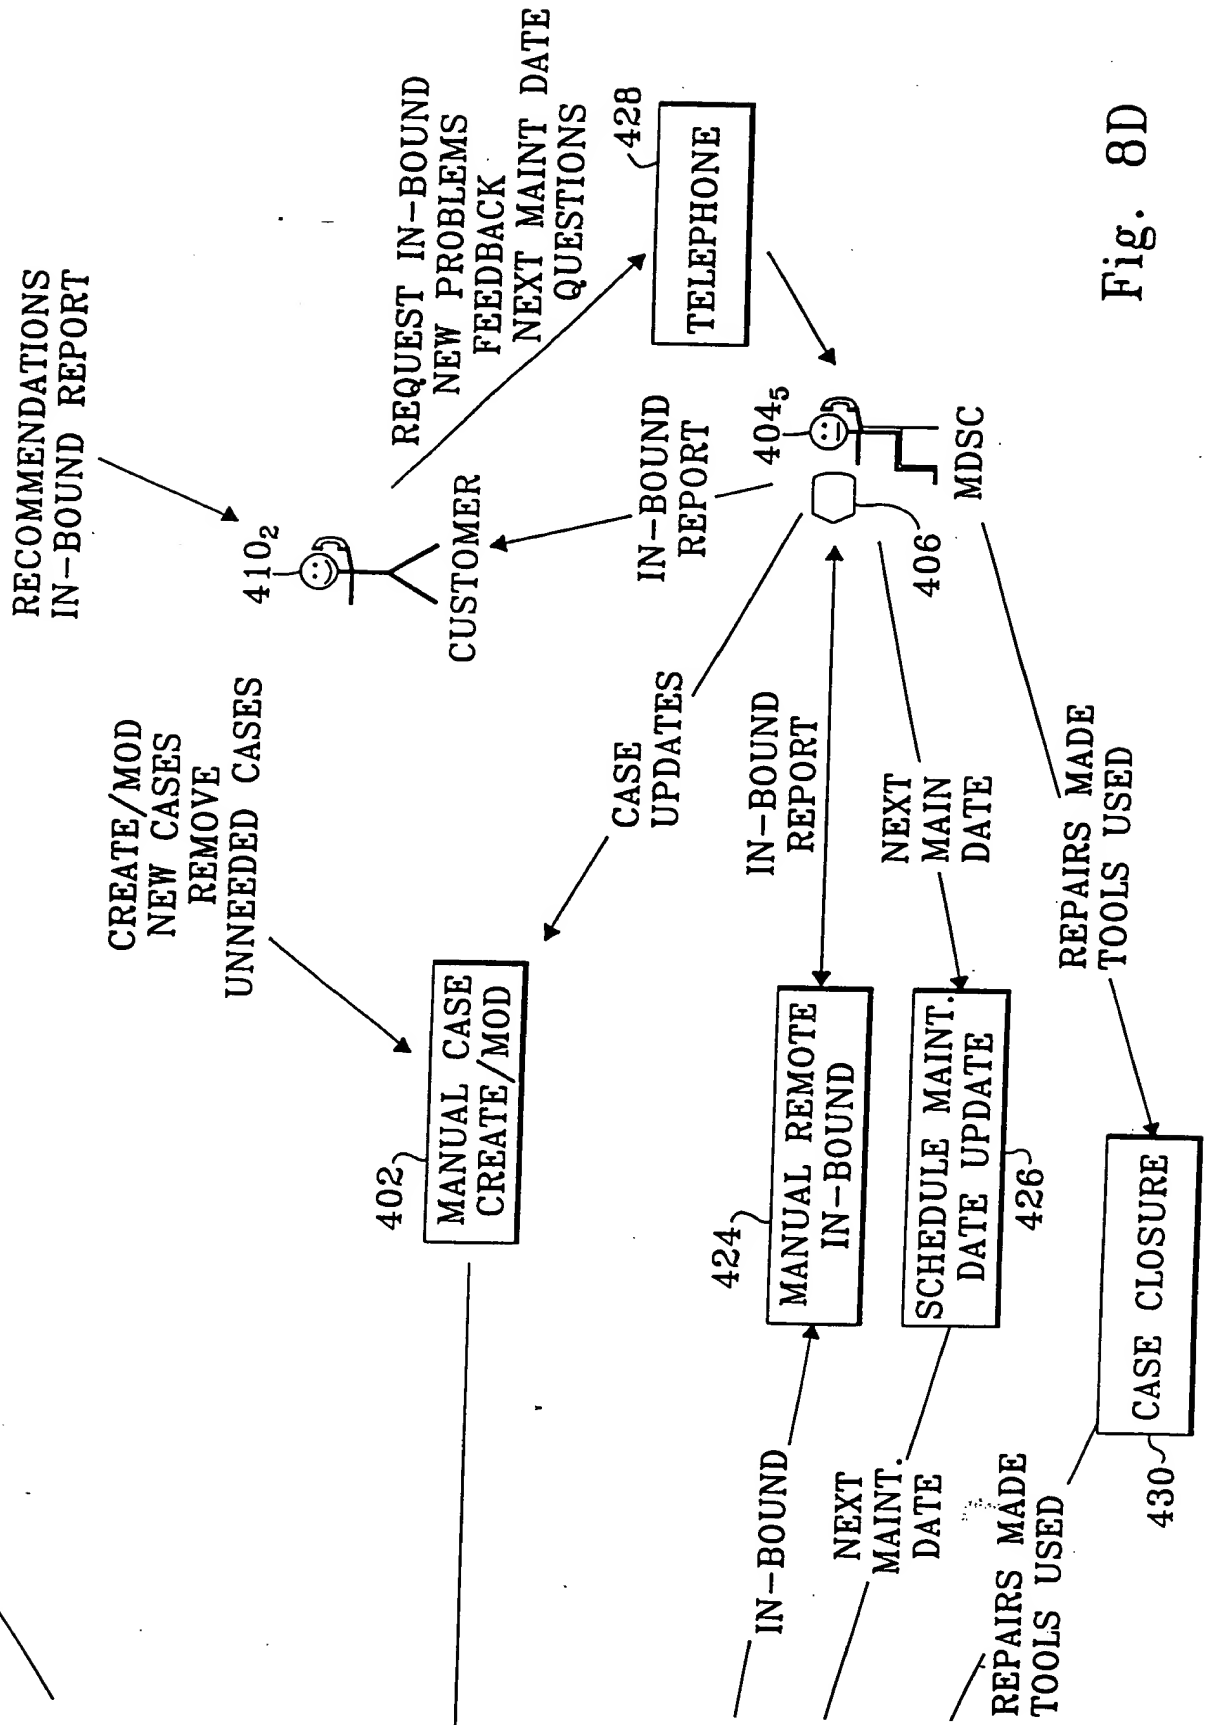 RECOMMENDATIONS
IN-BOUND REPORT
CREATE/MOD
NEW CASES
REMOVE
UNNEEDED CASES
410₂
CUSTOMER
REQUEST IN-BOUND
NEW PROBLEMS
FEEDBACK
NEXT MAINT DATE
QUESTIONS
402
MANUAL CASE
CREATE/MOD
CASE
UPDATES
IN-BOUND
REPORT
428
TELEPHONE
404₅
MDSC
406
IN-BOUND
REPORT
424
MANUAL REMOTE
IN-BOUND
IN-BOUND
NEXT
MAIN
DATE
SCHEDULE MAINT.
DATE UPDATE
426
NEXT
MAINT.
DATE
REPAIRS MADE
TOOLS USED
CASE CLOSURE
430
REPAIRS MADE
TOOLS USED
Fig. 8D